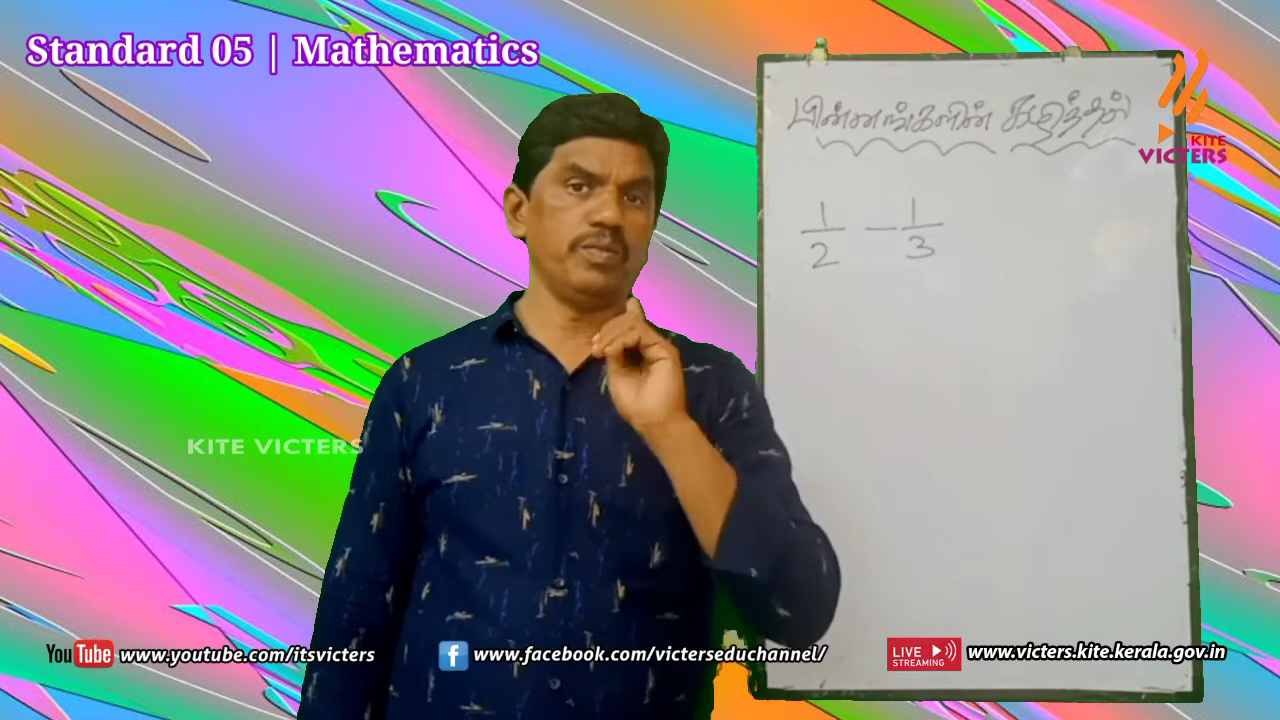 Standard 05 | Mathematics
பின்னங்களின் கழித்தல்
KITE
VICTERS
1/2 - 1/3
KITE VICTERS
YouTube www.youtube.com/itsvicters
f www.facebook.com/victerseduchannel/
LIVE
STREAMING
www.victers.kite.kerala.gov.in